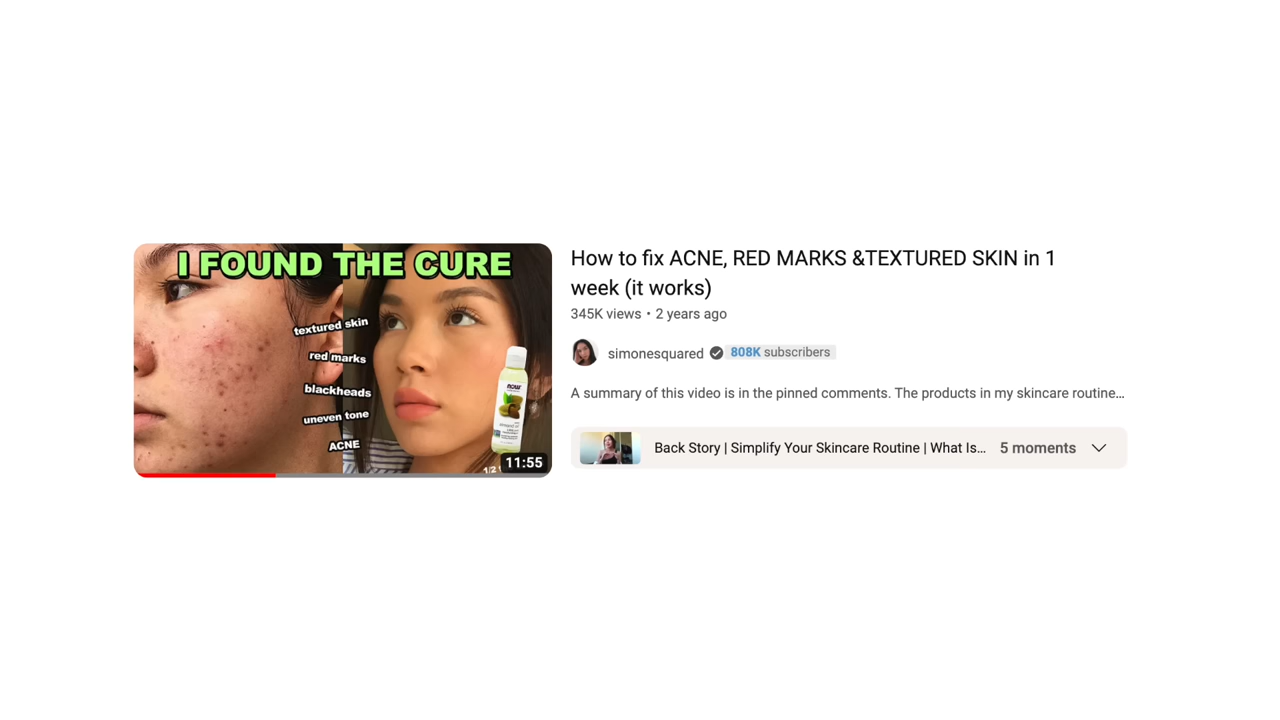 I FOUND THE CURE
textured skin
red marks
blackheads
uneven tone
ACNE
now
almond oil
1/2
11:55
How to fix ACNE, RED MARKS &TEXTURED SKIN in 1
week (it works)
345K views • 2 years ago
simonesquared 808K subscribers
A summary of this video is in the pinned comments. The products in my skincare routine...
Back Story | Simplify Your Skincare Routine | What Is... 5 moments